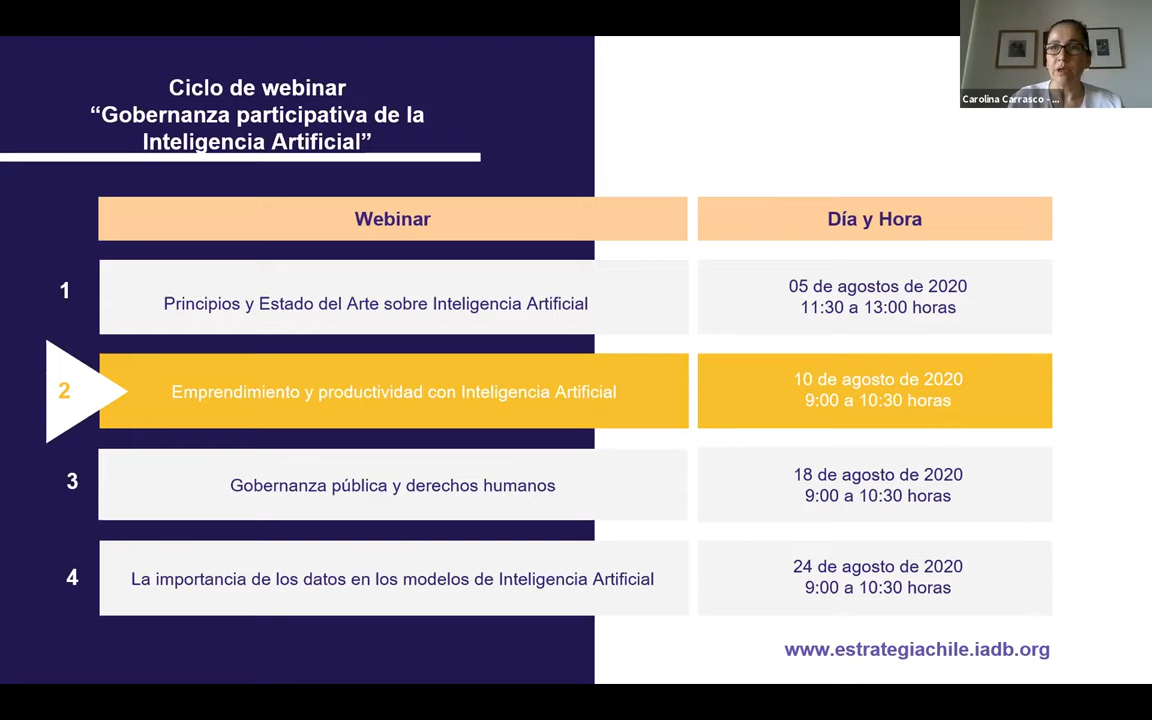 Ciclo de webinar
“Gobernanza participativa de la
Inteligencia Artificial”
Carolina Carrasco - ...
Webinar
Día y Hora
1
Principios y Estado del Arte sobre Inteligencia Artificial
05 de agostos de 2020
11:30 a 13:00 horas
2
Emprendimiento y productividad con Inteligencia Artificial
10 de agosto de 2020
9:00 a 10:30 horas
3
Gobernanza pública y derechos humanos
18 de agosto de 2020
9:00 a 10:30 horas
4
La importancia de los datos en los modelos de Inteligencia Artificial
24 de agosto de 2020
9:00 a 10:30 horas
www.estrategiachile.iadb.org